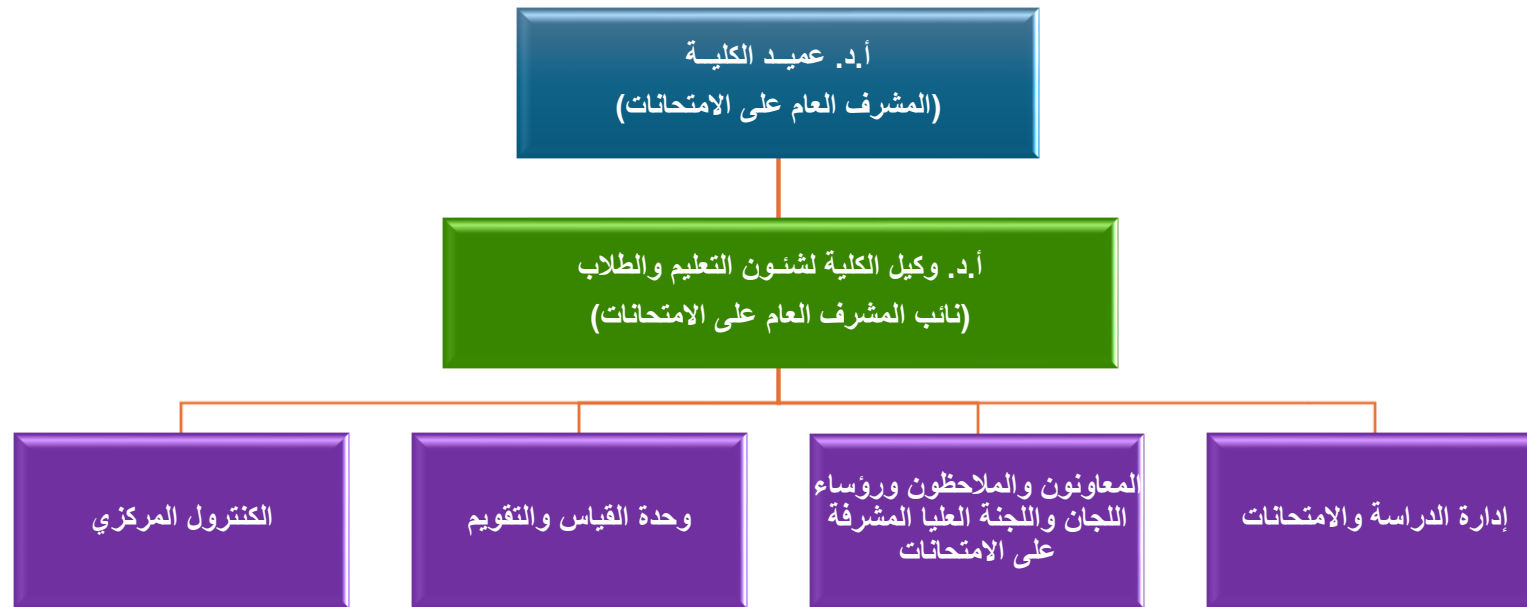 أ.د. عميــد الكليــة
(المشرف العام على الامتحانات)
أ.د. وكيل الكلية لشئـون التعليم والطلاب
(نائب المشرف العام على الامتحانات)
إدارة الدراسة والامتحانات
المعاونون والملاحظون ورؤساء
اللجان واللجنة العليا المشرفة
على الامتحانات
وحدة القياس والتقويم
الكنترول المركزي